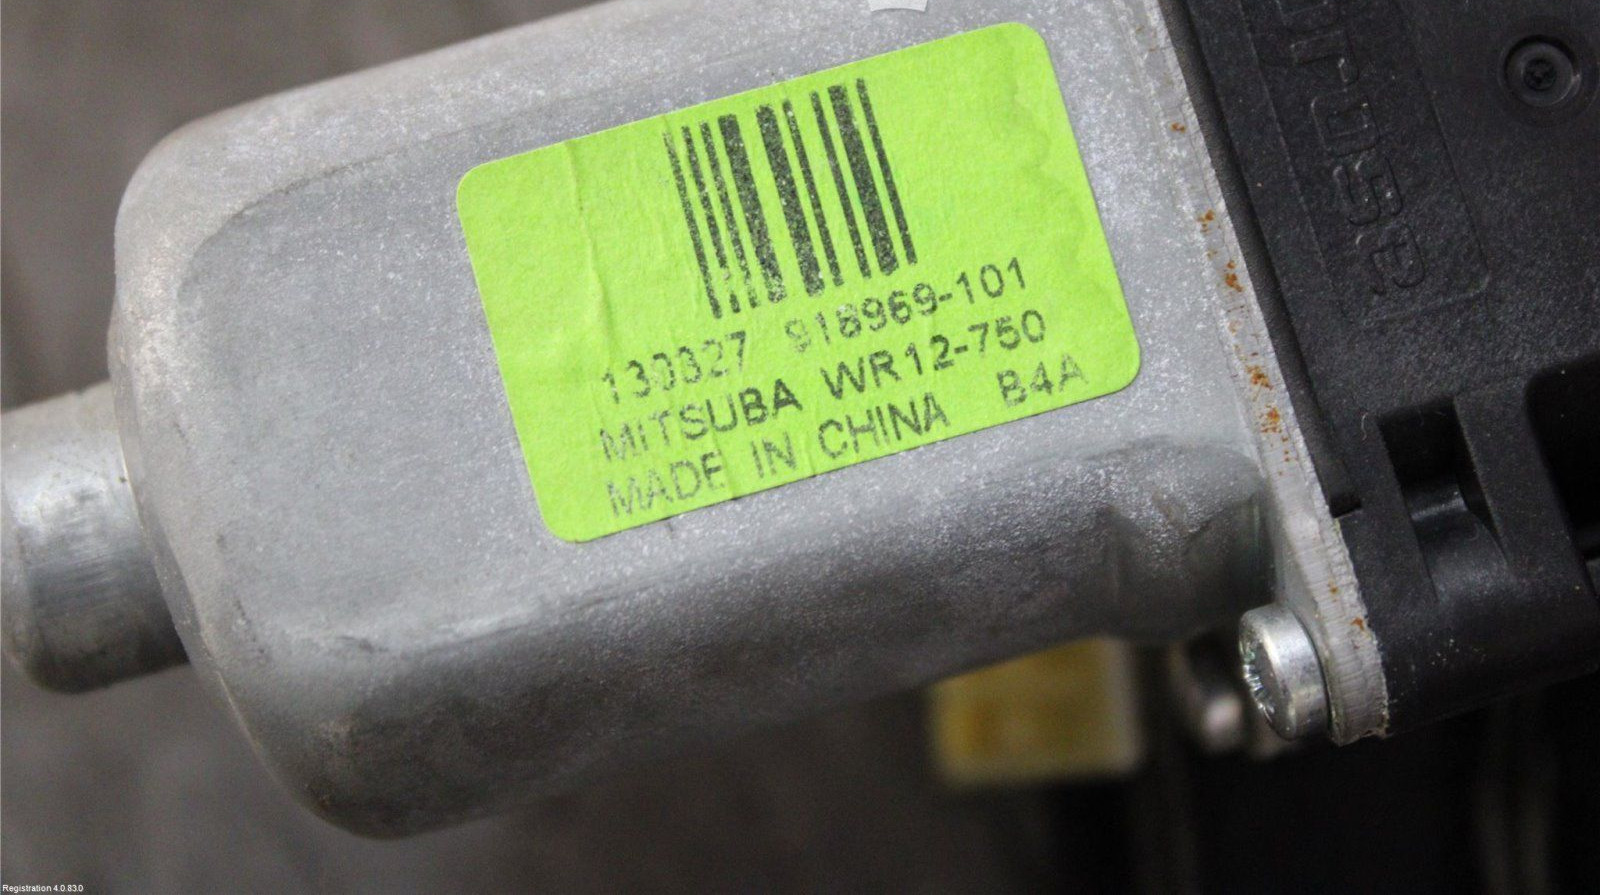 130327 918969-101
MITSUBA WR12-750
MADE IN CHINA B4A
Registration 4.0.83.0